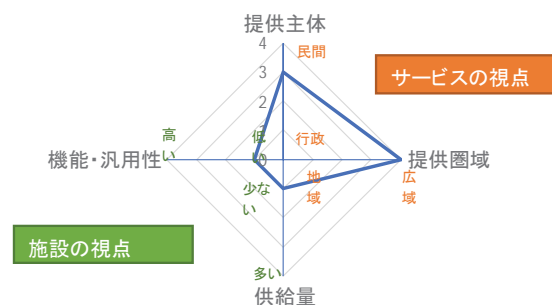 提供主体
4
民間
3
サービスの視点
2
高い
低い
行政
機能・汎用性
0
提供圏域
地域
広域
少ない
施設の視点
多い
供給量